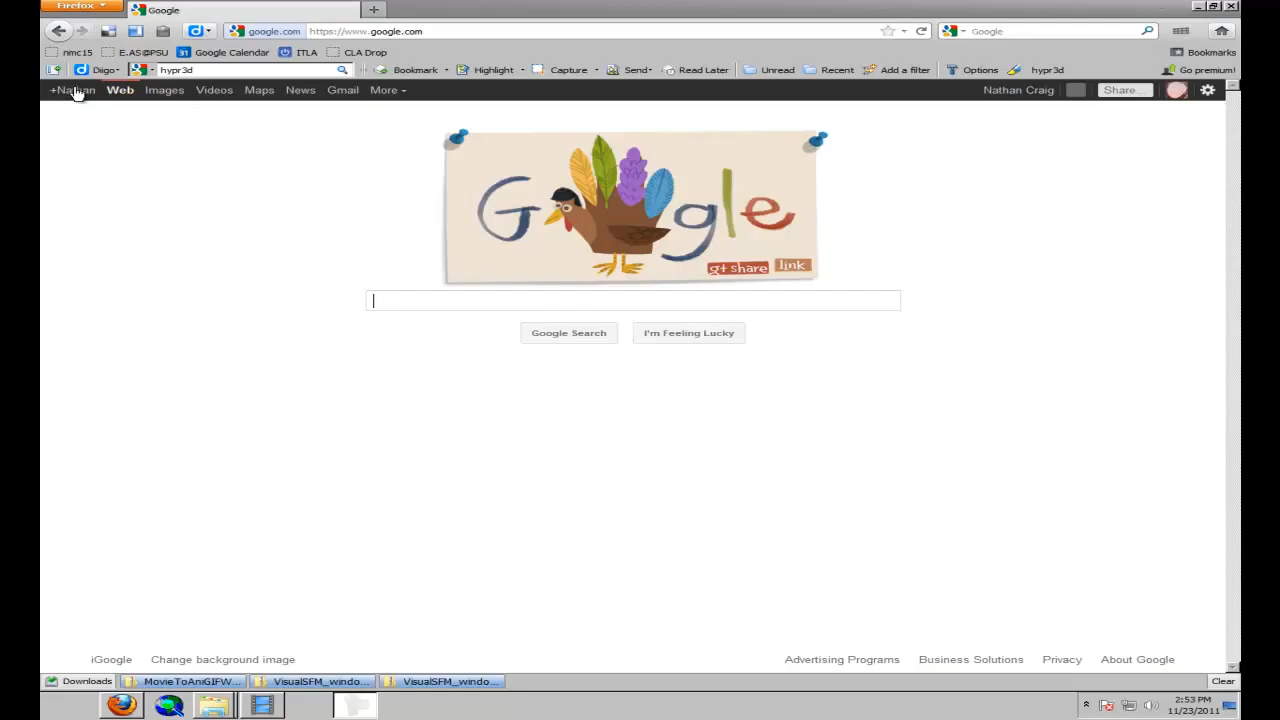 Firefox
Google
google.com https://www.google.com
Google
nmc15 E.AS@PSU 31 Google Calendar ITLA CLA Drop
Bookmarks
d Diigo hypr3d Bookmark Highlight Capture Send Read Later Unread Recent Add a filter Options hypr3d Go premium!
+Nathan Web Images Videos Maps News Gmail More
Nathan Craig Share...
G gle
g+ share link
Google Search I'm Feeling Lucky
iGoogle Change background image
Advertising Programs Business Solutions Privacy About Google
Downloads MovieToAniGIFW... VisualSFM_windo... VisualSFM_windo... Clear
2:53 PM
11/23/2011